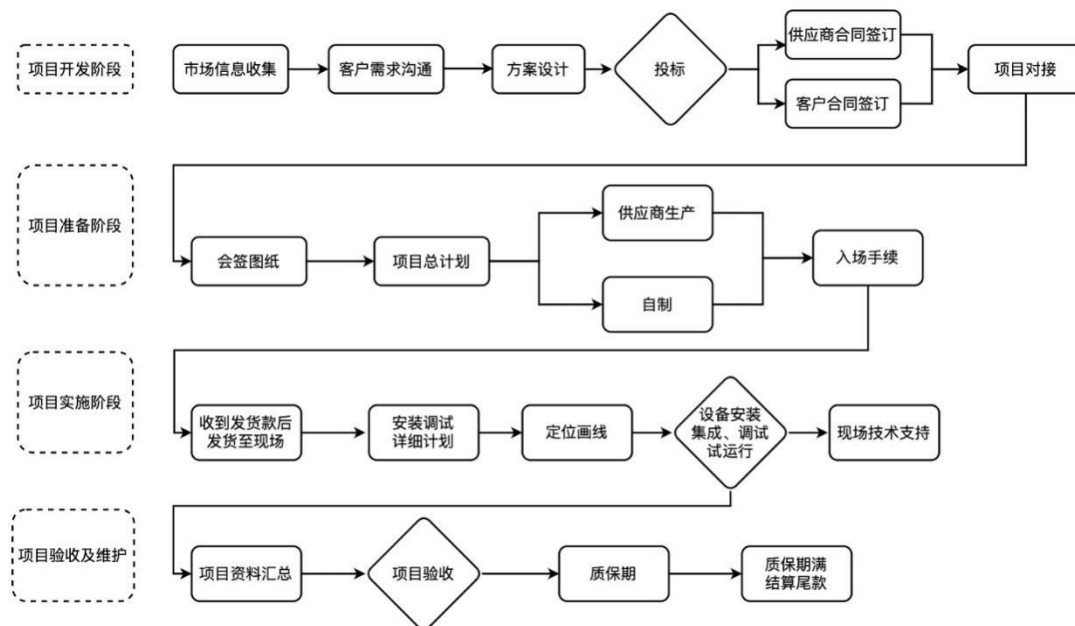 项目开发阶段
市场信息收集
客户需求沟通
方案设计
投标
供应商合同签订
客户合同签订
项目对接
项目准备阶段
会签图纸
项目总计划
供应商生产
自制
入场手续
项目实施阶段
收到发货款后
发货至现场
安装调试
详细计划
定位画线
设备安装
集成、调试
试运行
现场技术支持
项目验收及维护
项目资料汇总
项目验收
质保期
质保期满
结算尾款